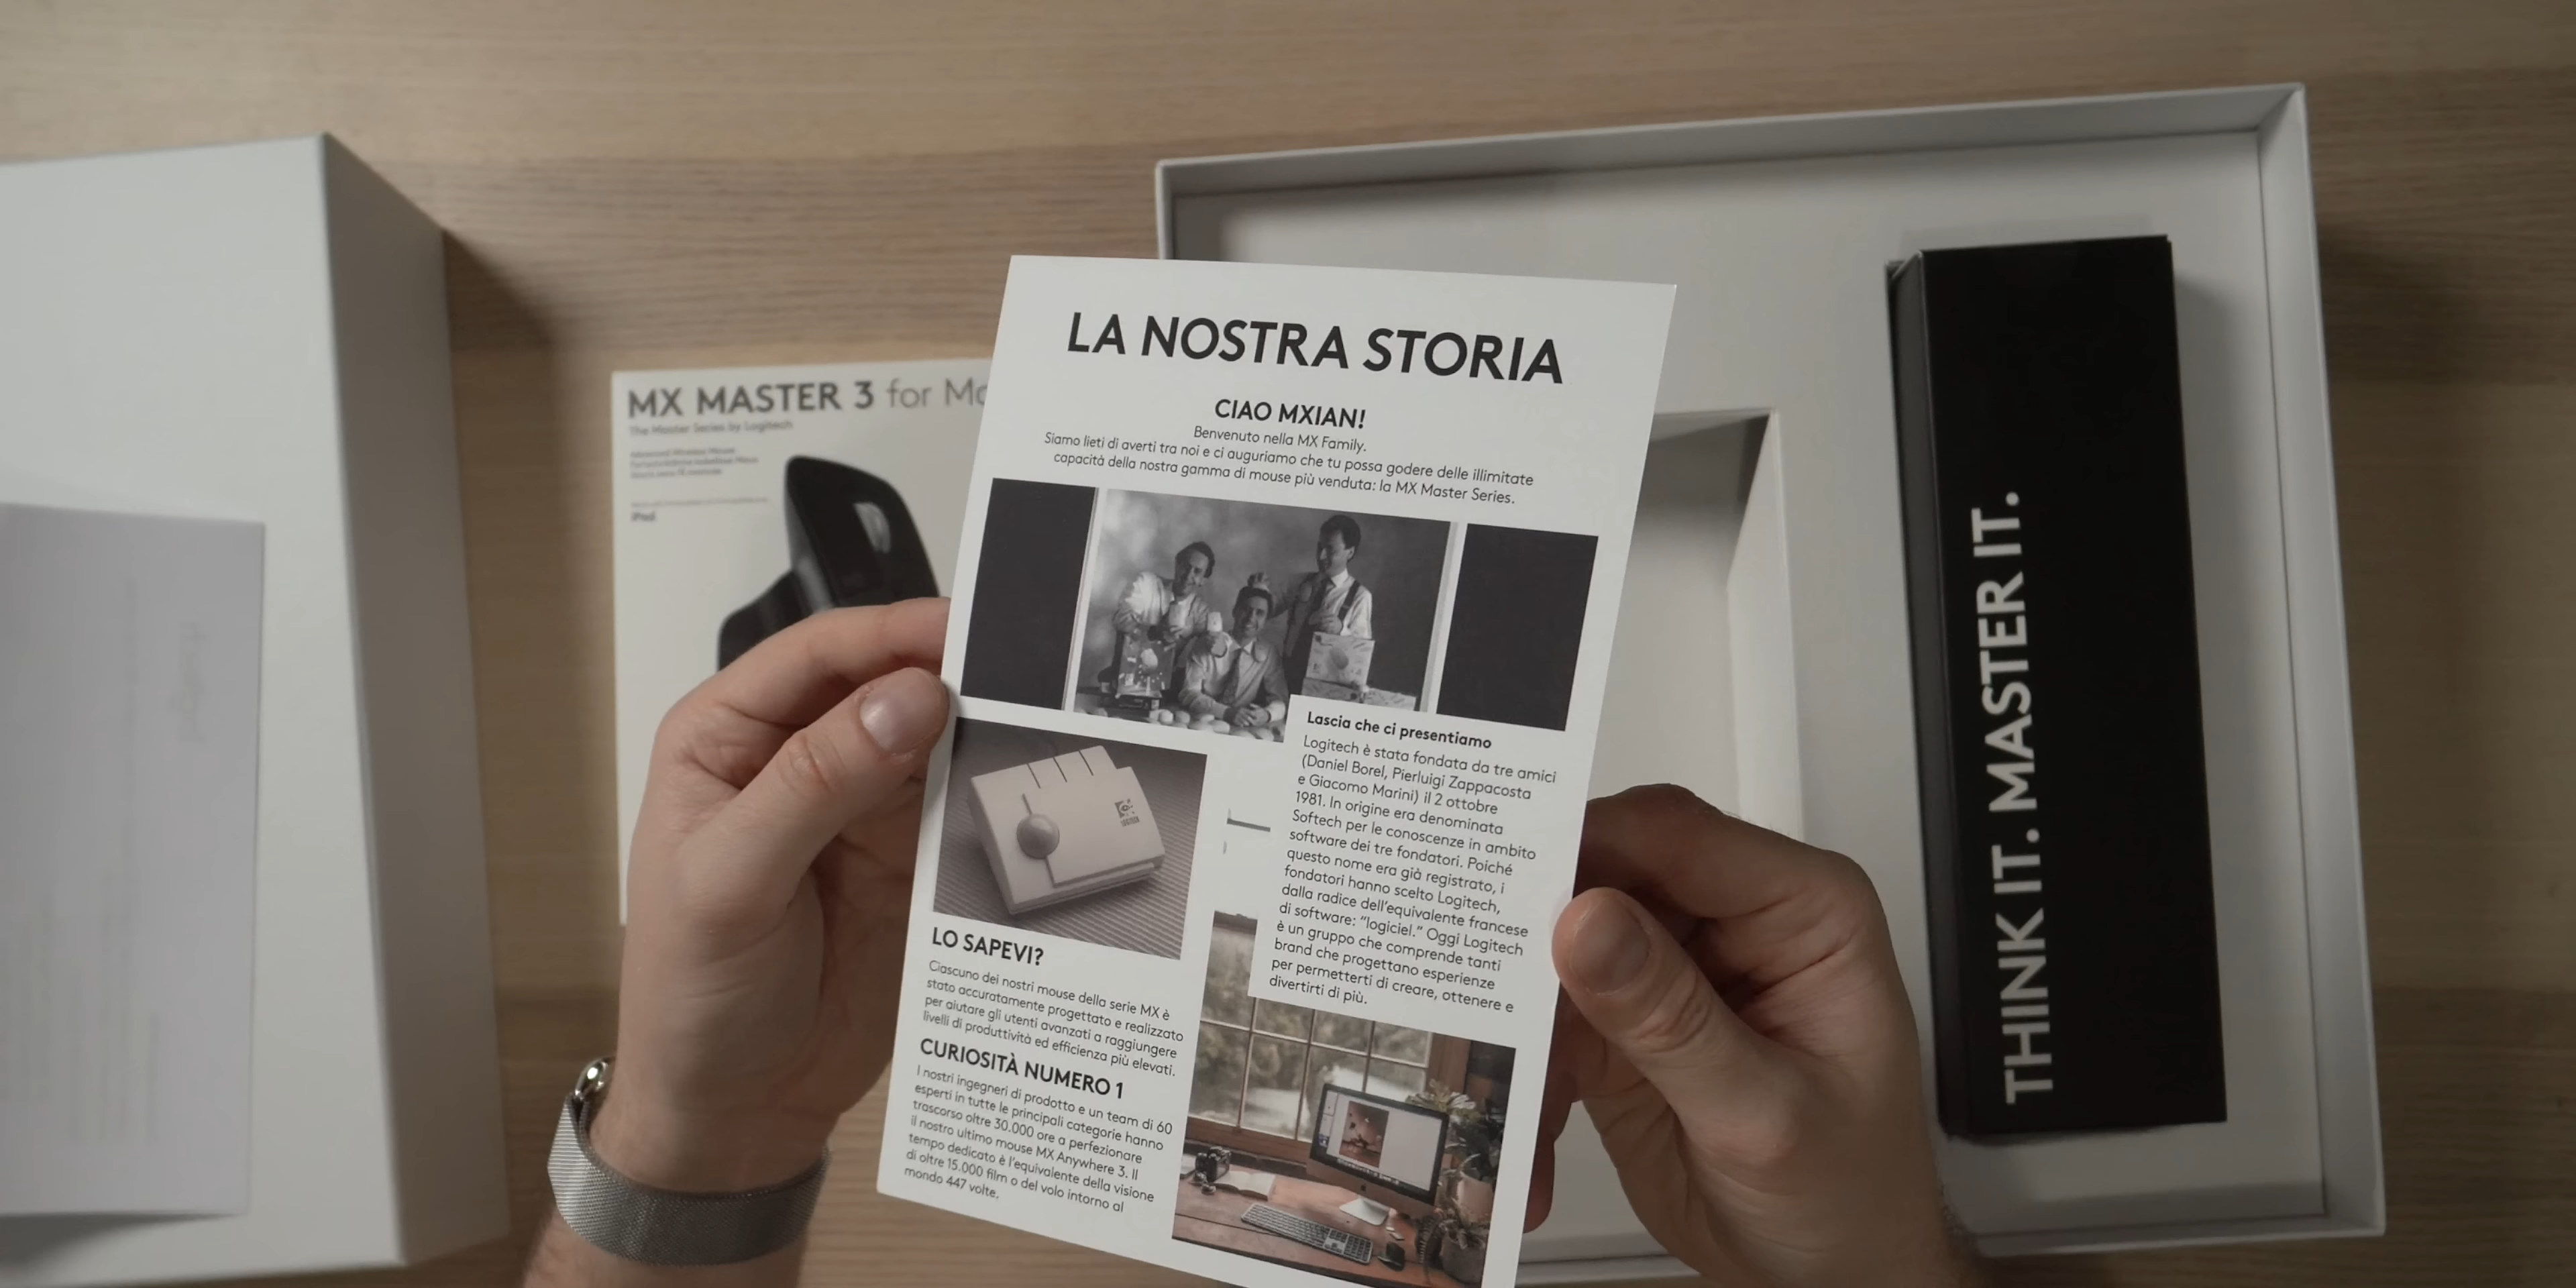 MX MASTER 3 for Mac
The Master Series by Logitech
iPad
LA NOSTRA STORIA
CIAO MXIAN!
Benvenuto nella MX Family.
Siamo lieti di averti tra noi e ci auguriamo che tu possa godere delle illimitate
capacità della nostra gamma di mouse più venduta: la MX Master Series.
Lascia che ci presentiamo
Logitech è stata fondata da tre amici
(Daniel Borel, Pierluigi Zappacosta
e Giacomo Marini) il 2 ottobre
1981. In origine era denominata
Softech per le conoscenze in ambito
software dei tre fondatori. Poiché
questo nome era già registrato, i
fondatori hanno scelto Logitech,
dalla radice dell'equivalente francese
di software: "logiciel." Oggi Logitech
è un gruppo che comprende tanti
brand che progettano esperienze
per permetterti di creare, ottenere e
divertirti di più.
LOGITECH
LO SAPEVI?
Ciascuno dei nostri mouse della serie MX è
stato accuratamente progettato e realizzato
per aiutare gli utenti avanzati a raggiungere
livelli di produttività ed efficienza più elevati.
CURIOSITÀ NUMERO 1
I nostri ingegneri di prodotto e un team di 60
esperti in tutte le principali categorie hanno
trascorso oltre 30.000 ore a perfezionare
il nostro ultimo mouse MX Anywhere 3. Il
tempo dedicato è l'equivalente della visione
di oltre 15.000 film o del volo intorno al
mondo 447 volte.
THINK IT. MASTER IT.